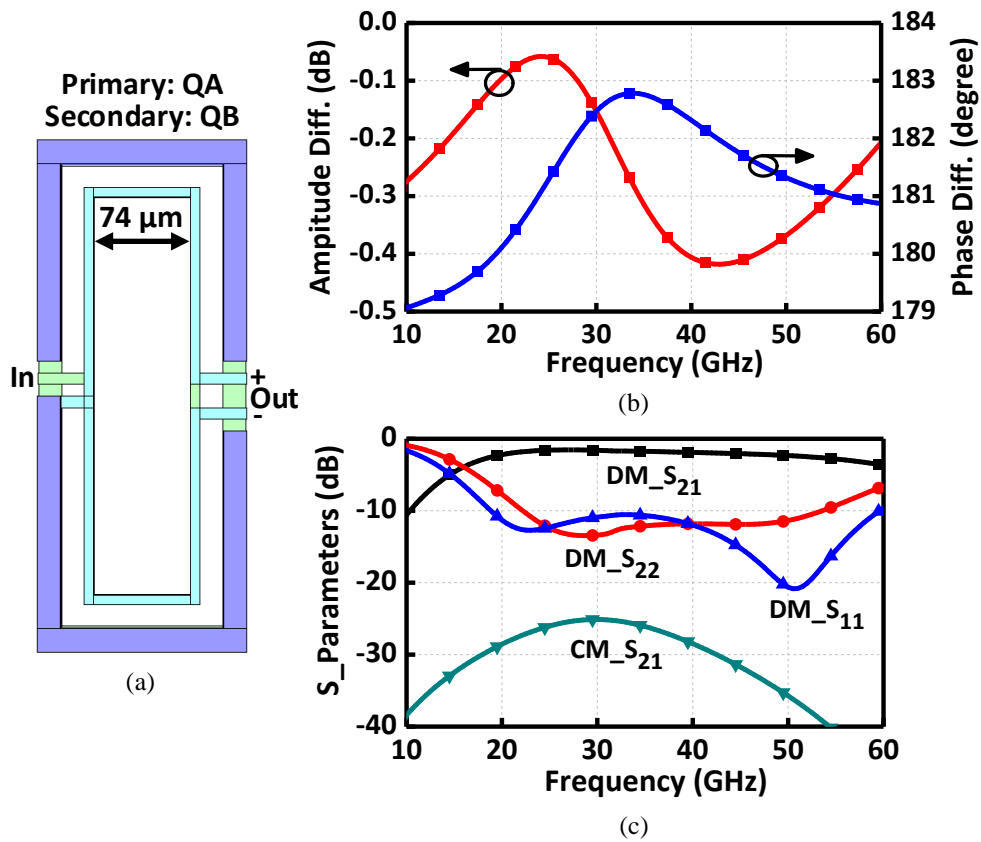 Primary: QA
Secondary: QB
74 µm
In
+
Out
-
(a)
Ampitude Diff. (dB)
0.0
-0.1
-0.2
-0.3
-0.4
-0.5
184
183
182
181
180
179
Phase Diff. (degree)
10 20 30 40 50 60
Frequency (GHz)
(b)
S_Parameters (dB)
0
-10
-20
-30
-40
DM_S21
DM_S22
DM_S11
CM_S21
10 20 30 40 50 60
Frequency (GHz)
(c)